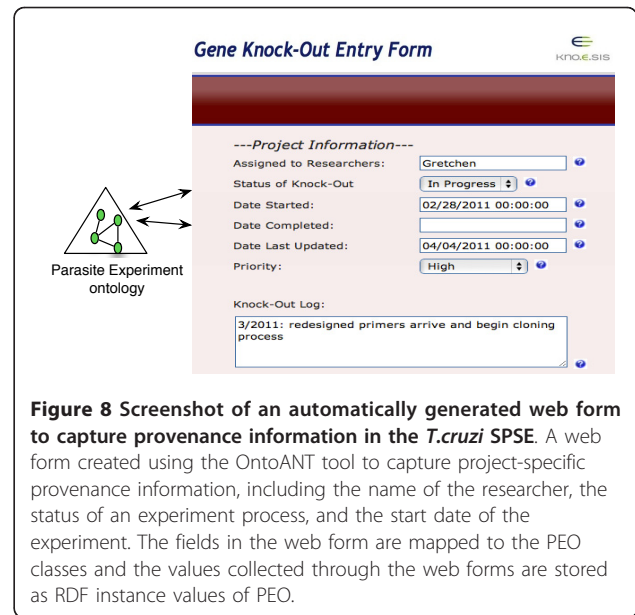 Gene Knock-Out Entry Form
kno.e.sis
---Project Information---
Assigned to Researchers: Gretchen
Status of Knock-Out In Progress
Date Started: 02/28/2011 00:00:00
Date Completed:
Date Last Updated: 04/04/2011 00:00:00
Priority: High
Knock-Out Log:
3/2011: redesigned primers arrive and begin cloning
process
Parasite Experiment
ontology
Figure 8 Screenshot of an automatically generated web form
to capture provenance information in the T.cruzi SPSE. A web
form created using the OntoANT tool to capture project-specific
provenance information, including the name of the researcher, the
status of an experiment process, and the start date of the
experiment. The fields in the web form are mapped to the PEO
classes and the values collected through the web forms are stored
as RDF instance values of PEO.